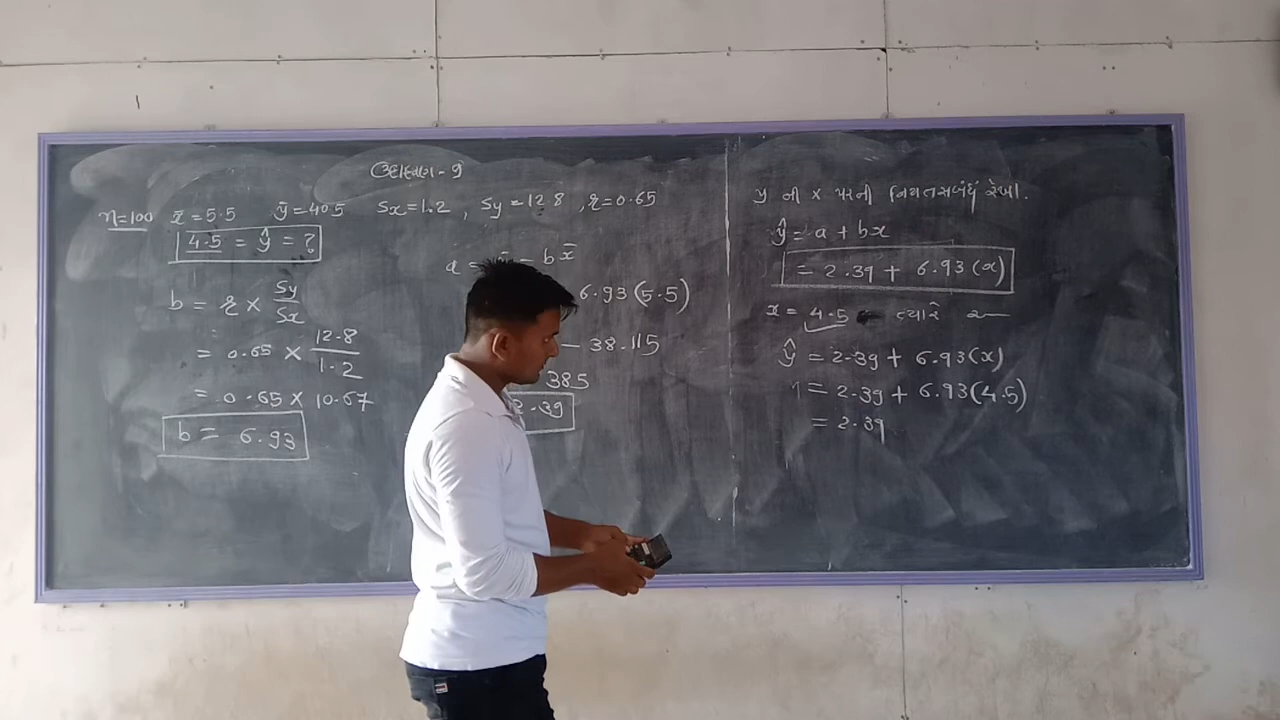 ઉદાહરણ - ૭
n=100 x̄=5.5 ȳ=40.5 Sx=1.2 , Sy=12.8 , r=0.65
4.5 = ŷ = ?
b = r × Sy/Sx
= 0.65 × 12.8/1.2
= 0.65 × 10.67
b = 6.93
a = – b x̄
6.93(5.5)
– 38.115
385
2.39
y ની x પરની નિયતસબંધ રેખા.
ŷ = a + bx
= 2.39 + 6.93(x)
x = 4.5 ત્યારે
ŷ = 2.39 + 6.93(x)
= 2.39 + 6.93(4.5)
= 2.39